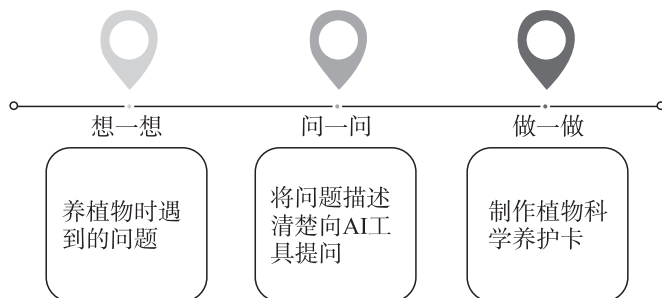 想一想
问一问
做一做
养植物时遇
到的问题
将问题描述
清楚向AI工
具提问
制作植物科
学养护卡